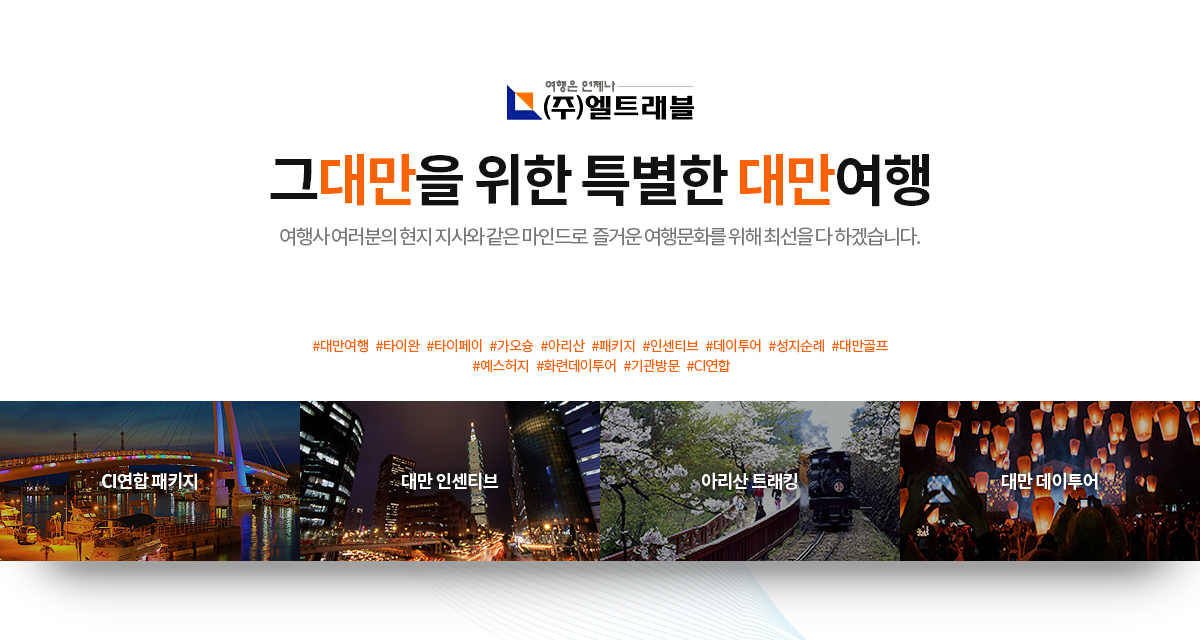 여행은 언제나
(주)엘트래블
그대만을 위한 특별한 대만여행
여행사 여러분의 현지 지사와 같은 마인드로 즐거운 여행문화를 위해 최선을 다 하겠습니다.
#대만여행 #타이완 #타이페이 #가오슝 #아리산 #패키지 #인센티브 #데이투어 #성지순례 #대만골프
#예스허지 #화련데이투어 #기관방문 #CI연합
CI연합 패키지
대만 인센티브
아리산 트래킹
대만 데이투어